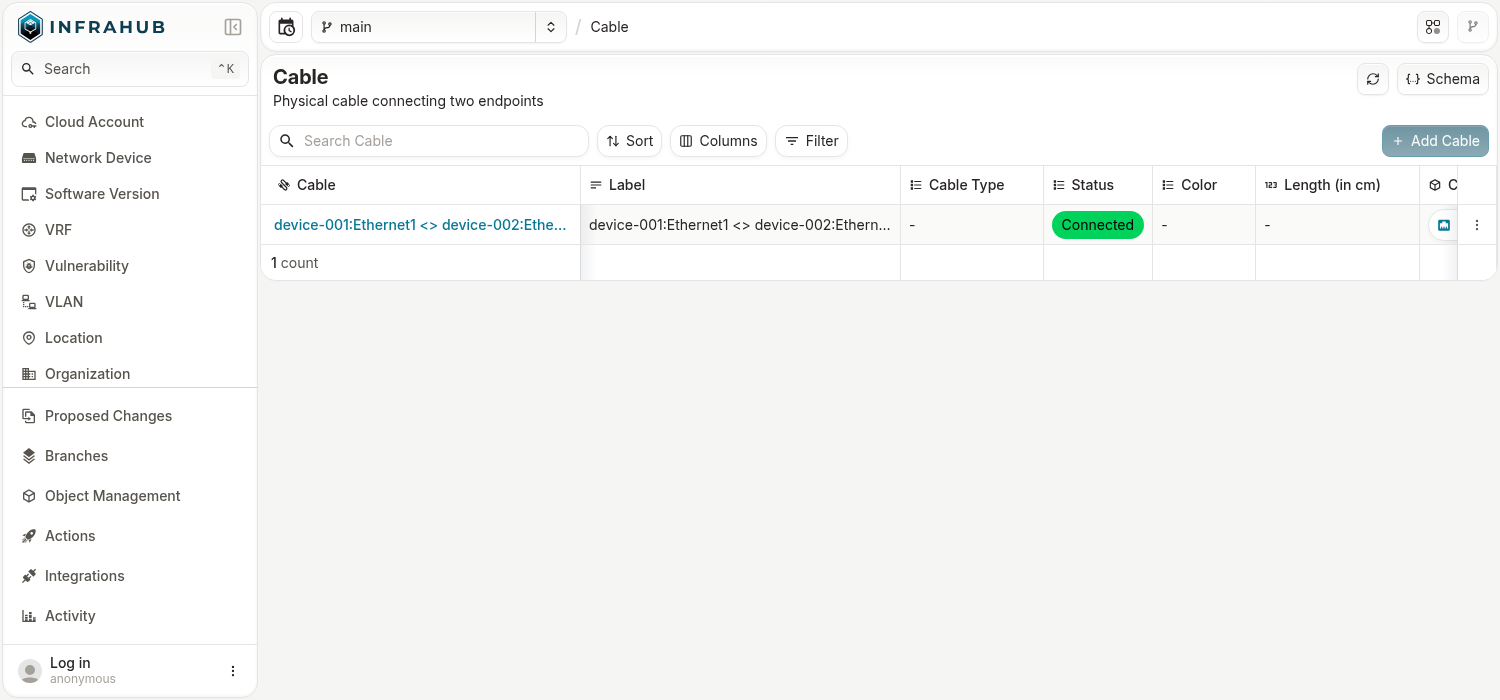 INFRAHUB
Search
⌃K
Cloud Account
Network Device
Software Version
VRF
Vulnerability
VLAN
Location
Organization
Proposed Changes
Branches
Object Management
Actions
Integrations
Activity
Log in
anonymous
main
/ Cable
Cable
Physical cable connecting two endpoints
Schema
Search Cable
Sort
Columns
Filter
+ Add Cable
Cable
Label
Cable Type
Status
Color
123 Length (in cm)
C
device-001:Ethernet1 <> device-002:Ethe...
device-001:Ethernet1 <> device-002:Ethern...
-
Connected
-
-
1 count